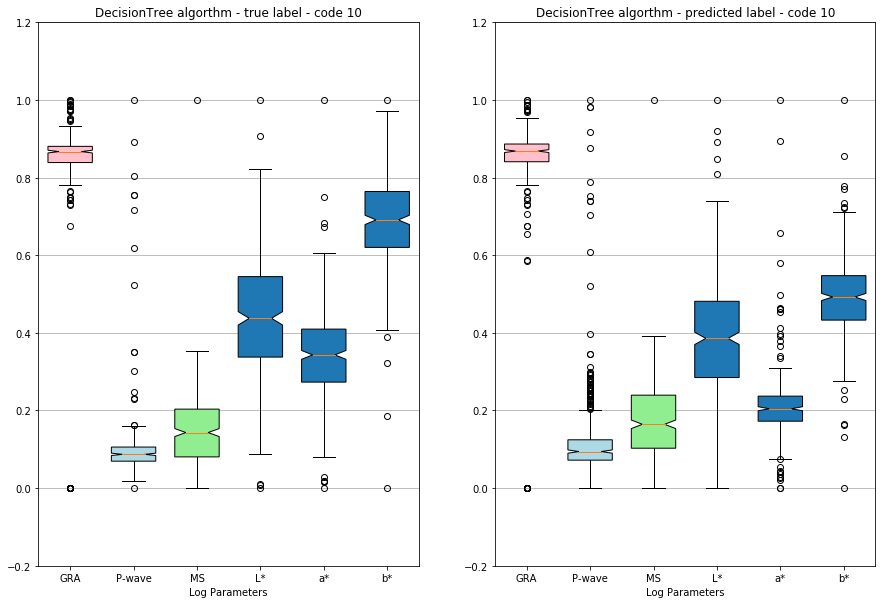 DecisionTree algorthm - true label - code 10
1.2
1.0
0.8
0.6
0.4
0.2
0.0
−0.2
GRA P-wave MS L* a* b*
Log Parameters
DecisionTree algorthm - predicted label - code 10
1.2
1.0
0.8
0.6
0.4
0.2
0.0
−0.2
GRA P-wave MS L* a* b*
Log Parameters